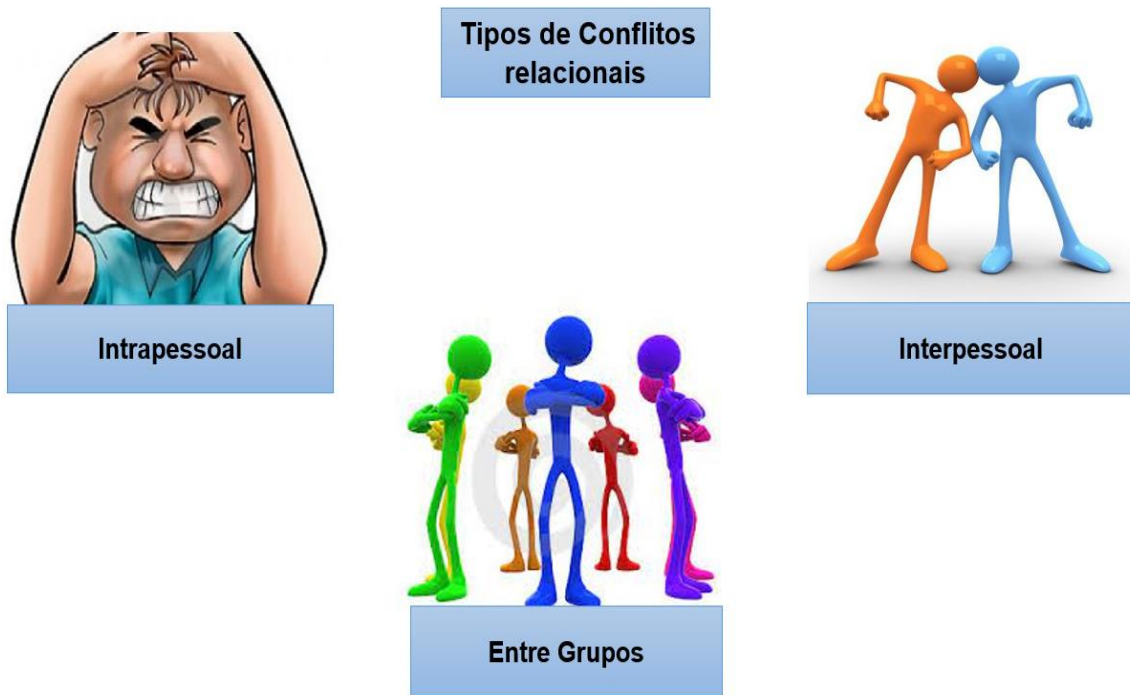 Tipos de Conflitos
relacionais
Intrapessoal
Interpessoal
Entre Grupos